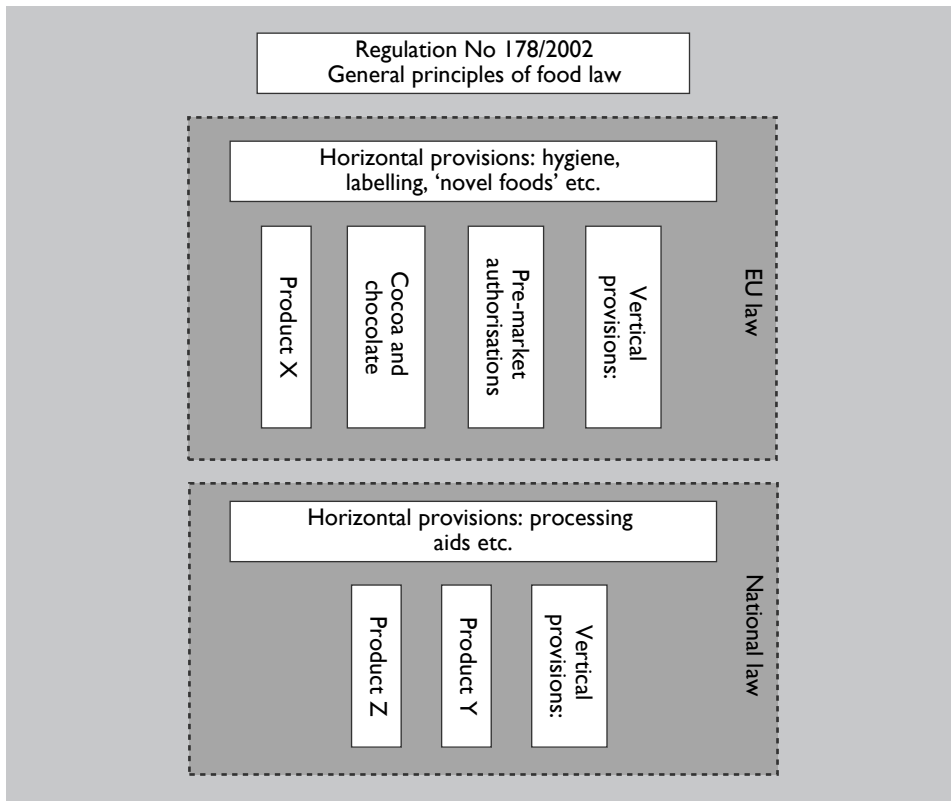 Regulation No 178/2002
General principles of food law
Horizontal provisions: hygiene,
labelling, ‘novel foods’ etc.
Product X
Cocoa and
chocolate
Pre-market
authorisations
Vertical
provisions:
EU law
Horizontal provisions: processing
aids etc.
Product Z
Product Y
Vertical
provisions:
National law